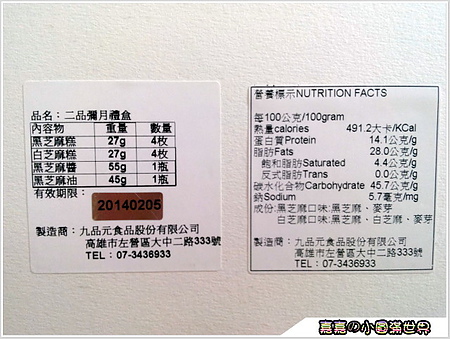 品名：二品彌月禮盒
內容物 重量 數量
黑芝麻糕 27g 4枚
白芝麻糕 27g 4枚
黑芝麻醬 55g 1瓶
黑芝麻油 45g 1瓶
有效期限：
20140205
製造商：九品元食品股份有限公司
高雄市左營區大中二路333號
TEL：07-3436933
營養標示NUTRITION FACTS
每100公克/100gram
熱量calories 491.2大卡/KCal
蛋白質Protein 14.1公克/g
脂肪Fats 28.0公克/g
飽和脂肪Saturated 4.4公克/g
反式脂肪Trans 0.0公克/g
碳水化合物Carbohydrate 45.7公克/g
鈉Sodium 5.7毫克/mg
成份:黑芝麻口味:黑芝麻、麥芽
白芝麻口味:黑芝麻、白芝麻、麥芽
製造商：九品元食品股份有限公司
高雄市左營區大中二路333號
TEL：07-3433933
嘉嘉の小圓滿世界